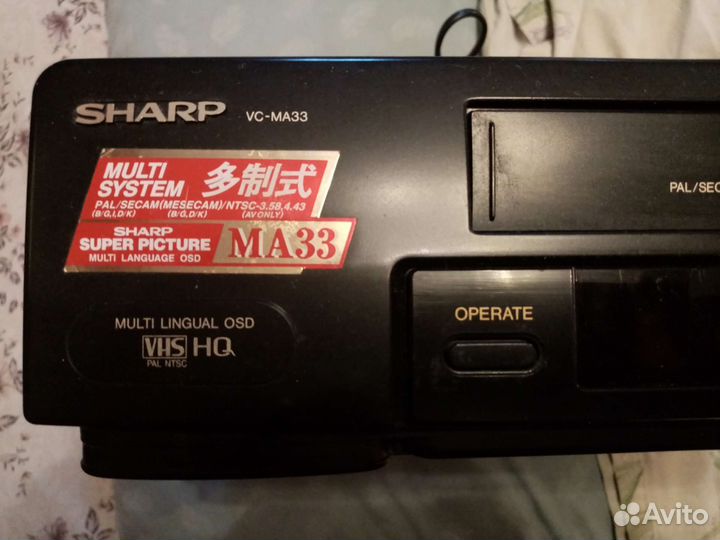 SHARP VC-MA33
MULTI SYSTEM 多制式
PAL/SECAM(MESECAM)/NTSC-3.58,4.43
(B/G,I,D/K) (B/G,D/K) (AV ONLY)
SHARP
SUPER PICTURE MA33
MULTI LANGUAGE OSD
MULTI LINGUAL OSD
VHS HQ
PAL NTSC
PAL/SEC
OPERATE
Avito